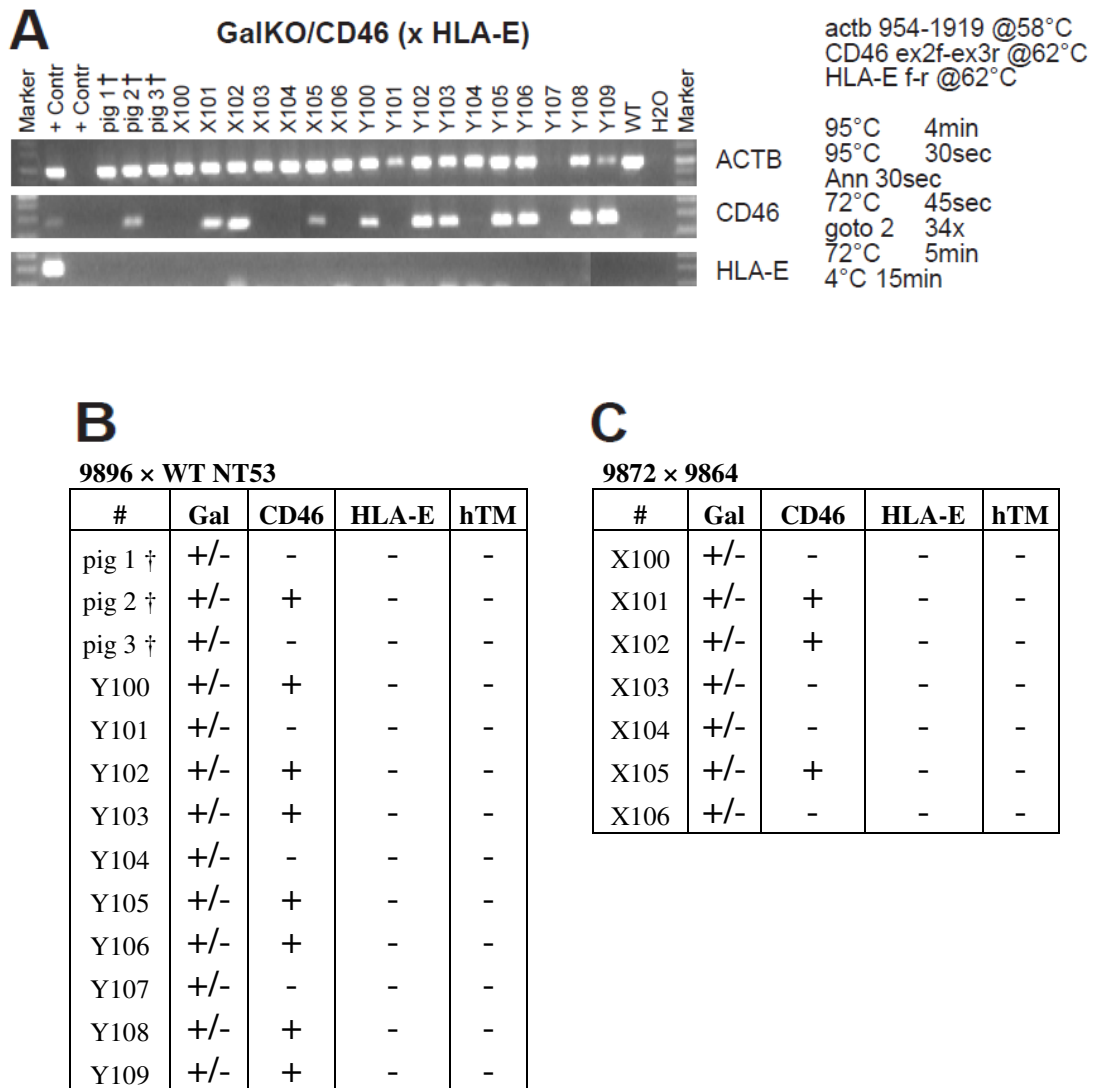 A
GalKO/CD46 (x HLA-E)
actb 954-1919 @58°C
CD46 ex2f-ex3r @62°C
HLA-E f-r @62°C
Marker
+ Contr
+ Contr
pig 1†
pig 2†
pig 3†
X100
X101
X102
X103
X104
X105
X106
Y100
Y101
Y102
Y103
Y104
Y105
Y106
Y107
Y108
Y109
WT
H2O
Marker
ACTB
CD46
HLA-E
95°C 4min
95°C 30sec
Ann 30sec
72°C 45sec
goto 2 34x
72°C 5min
4°C 15min
B
9896 × WT NT53
# Gal CD46 HLA-E hTM
pig 1 † +/- - - -
pig 2 † +/- + - -
pig 3 † +/- - - -
Y100 +/- + - -
Y101 +/- - - -
Y102 +/- + - -
Y103 +/- + - -
Y104 +/- - - -
Y105 +/- + - -
Y106 +/- + - -
Y107 +/- - - -
Y108 +/- + - -
Y109 +/- + - -
C
9872 × 9864
# Gal CD46 HLA-E hTM
X100 +/- - - -
X101 +/- + - -
X102 +/- + - -
X103 +/- - - -
X104 +/- - - -
X105 +/- + - -
X106 +/- - - -